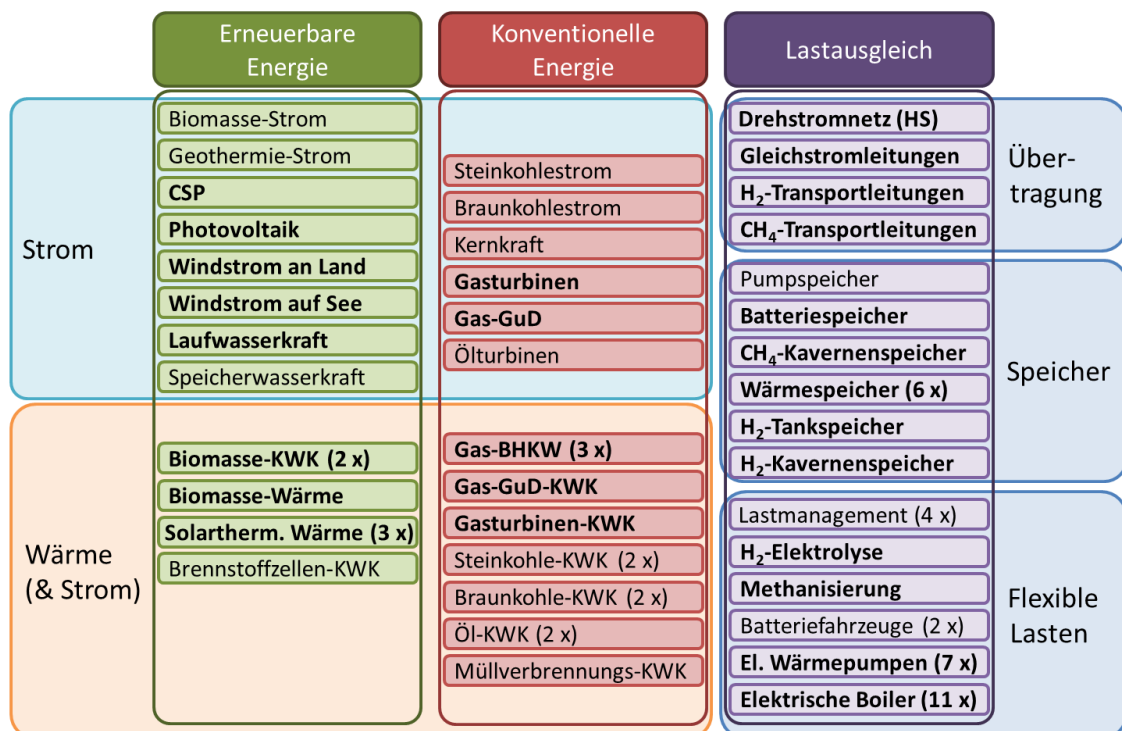 Erneuerbare
Energie
Konventionelle
Energie
Lastausgleich
Strom
Biomasse-Strom
Geothermie-Strom
CSP
Photovoltaik
Windstrom an Land
Windstrom auf See
Laufwasserkraft
Speicherwasserkraft
Steinkohlestrom
Braunkohlestrom
Kernkraft
Gasturbinen
Gas-GuD
Ölturbinen
Wärme
(& Strom)
Biomasse-KWK (2 x)
Biomasse-Wärme
Solartherm. Wärme (3 x)
Brennstoffzellen-KWK
Gas-BHKW (3 x)
Gas-GuD-KWK
Gasturbinen-KWK
Steinkohle-KWK (2 x)
Braunkohle-KWK (2 x)
Öl-KWK (2 x)
Müllverbrennungs-KWK
Drehstromnetz (HS)
Gleichstromleitungen
H₂-Transportleitungen
CH₄-Transportleitungen
Über-
tragung
Pumpspeicher
Batteriespeicher
CH₄-Kavernenspeicher
Wärmespeicher (6 x)
H₂-Tankspeicher
H₂-Kavernenspeicher
Speicher
Lastmanagement (4 x)
H₂-Elektrolyse
Methanisierung
Batteriefahrzeuge (2 x)
El. Wärmepumpen (7 x)
Elektrische Boiler (11 x)
Flexible
Lasten